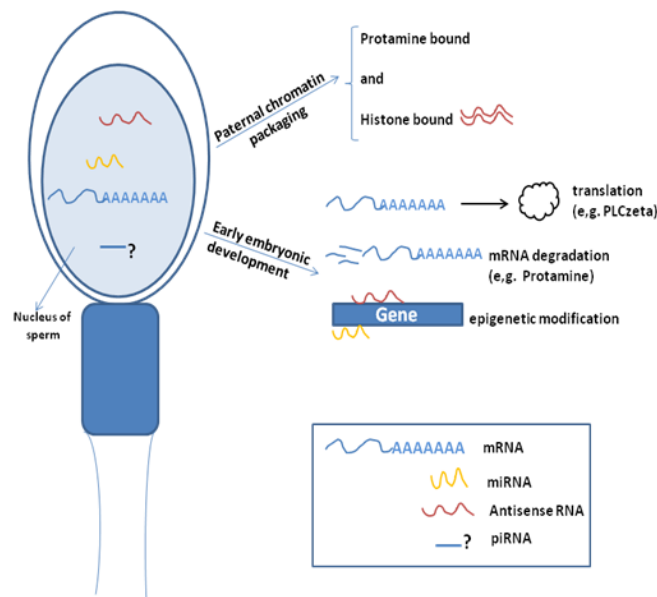 Protamine bound
and
Histone bound
Paternal chromatin
packaging
AAAAAAA
?
Nucleus of
sperm
Early embryonic
development
AAAAAAA
translation
(e,g. PLCzeta)
AAAAAAA
mRNA degradation
(e,g. Protamine)
Gene
epigenetic modification
AAAAAAA
mRNA
miRNA
Antisense RNA
?
piRNA